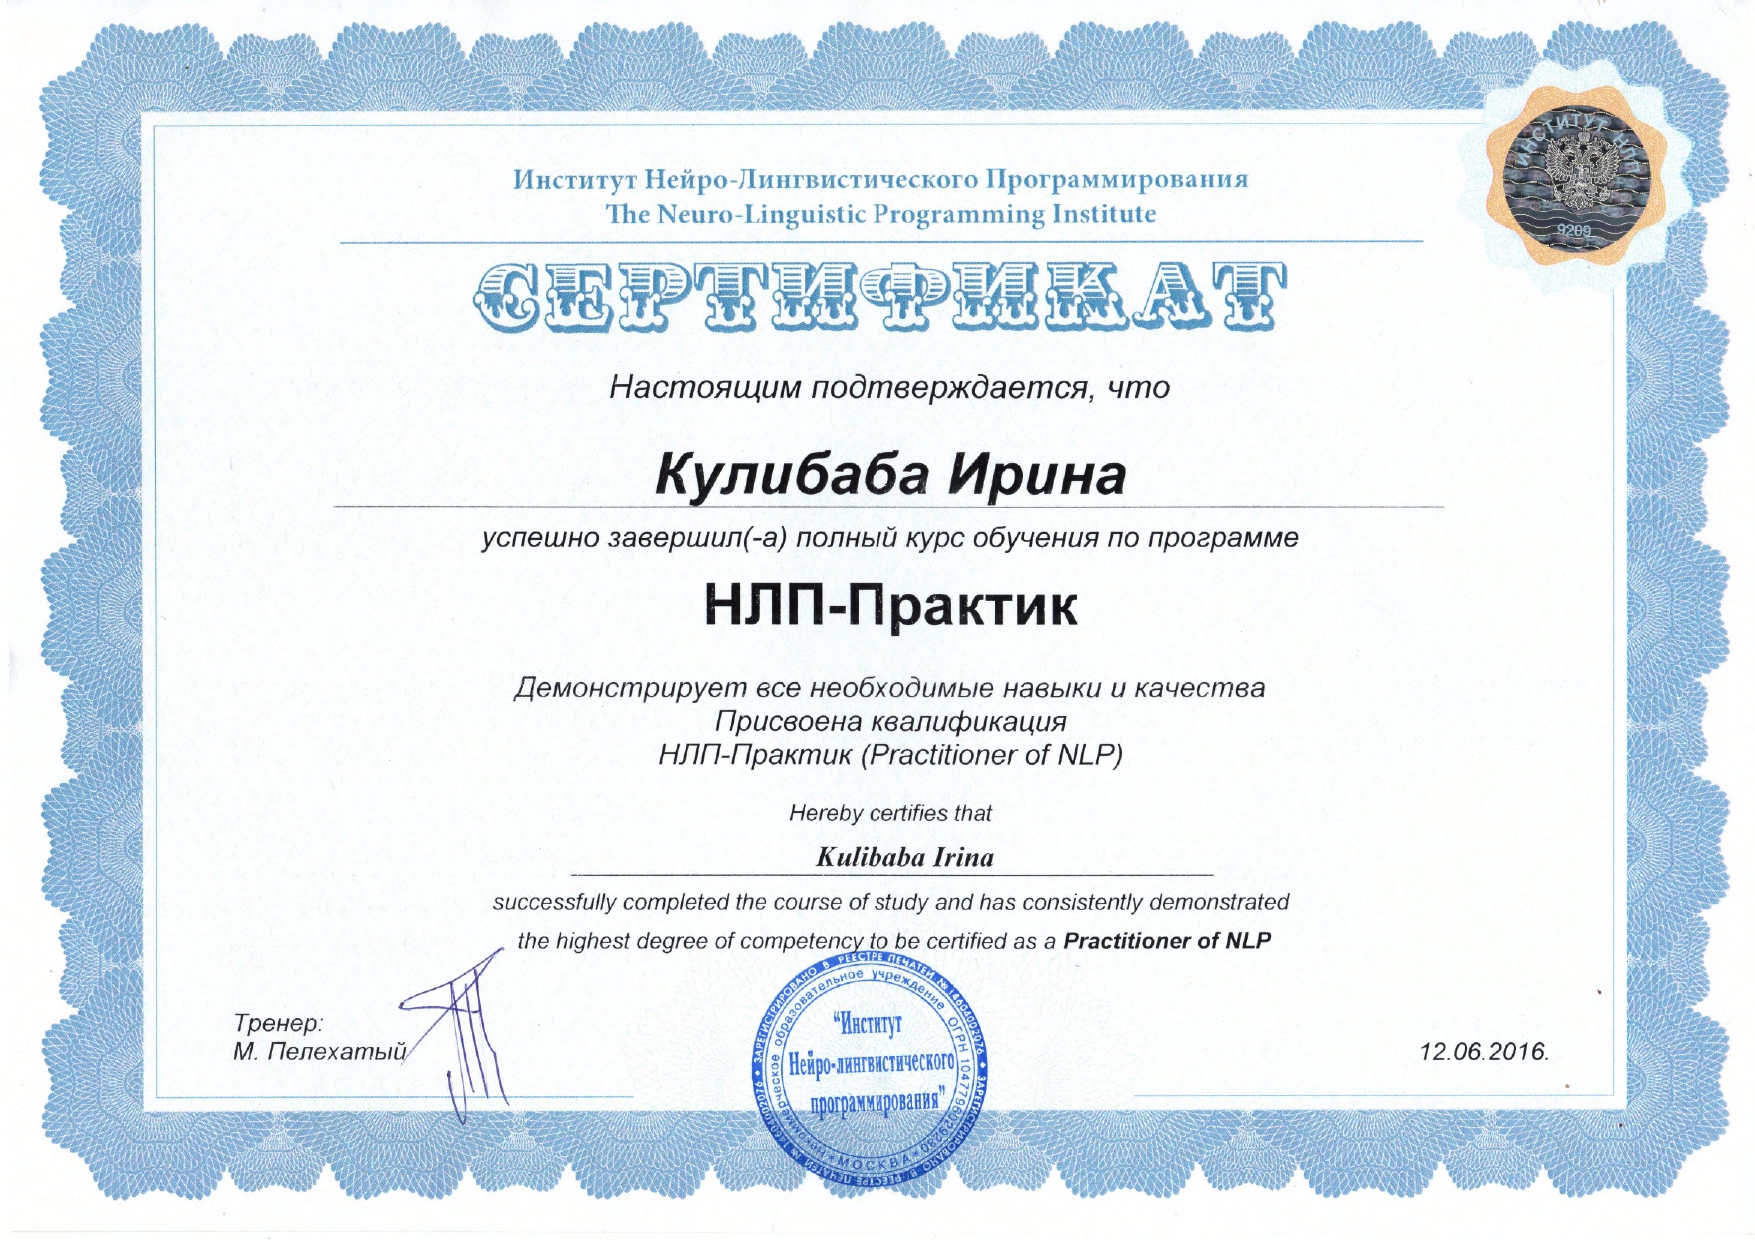 Институт Нейро-Лингвистического Программирования
The Neuro-Linguistic Programming Institute
СЕРТИФИКАТ
ИНСТИТУТ НЛП
9209
Настоящим подтверждается, что
Кулибаба Ирина
успешно завершил(-а) полный курс обучения по программе
НЛП-Практик
Демонстрирует все необходимые навыки и качества
Присвоена квалификация
НЛП-Практик (Practitioner of NLP)
Hereby certifies that
Kulibaba Irina
successfully completed the course of study and has consistently demonstrated
the highest degree of competency to be certified as a Practitioner of NLP
Тренер:
М. Пелехатый
12.06.2016.
ЗАРЕГИСТРИРОВАНО В РЕЕСТРЕ ПЕЧАТЕЙ №
Некоммерческое образовательное учреждение ОГРН
*МОСКВА*
"Институт
Нейро-лингвистического
программирования"